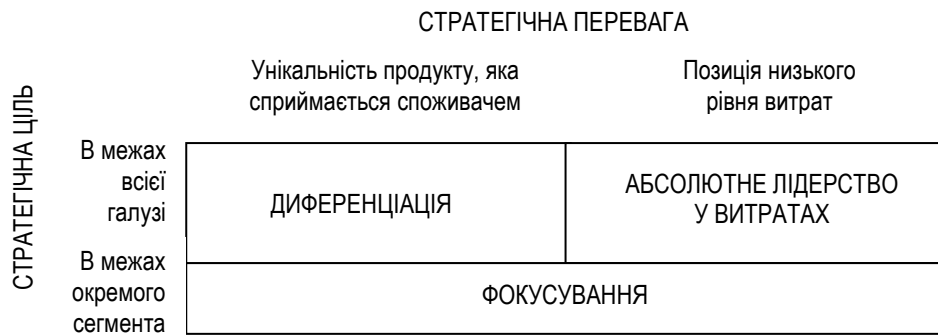 СТРАТЕГІЧНА ПЕРЕВАГА
Унікальність продукту, яка
сприймається споживачем
Позиція низького
рівня витрат
СТРАТЕГІЧНА ЦІЛЬ
В межах
всієї
галузі
ДИФЕРЕНЦІАЦІЯ
АБСОЛЮТНЕ ЛІДЕРСТВО
У ВИТРАТАХ
В межах
окремого
сегмента
ФОКУСУВАННЯ